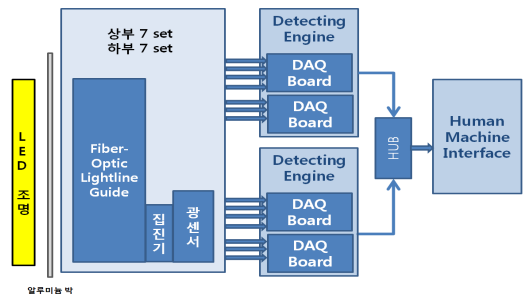 LED 조명
알루미늄 박
상부 7 set
하부 7 set
Fiber-
Optic
Lightline
Guide
집진기
광센서
Detecting
Engine
DAQ
Board
DAQ
Board
Detecting
Engine
DAQ
Board
DAQ
Board
HUB
Human
Machine
Interface